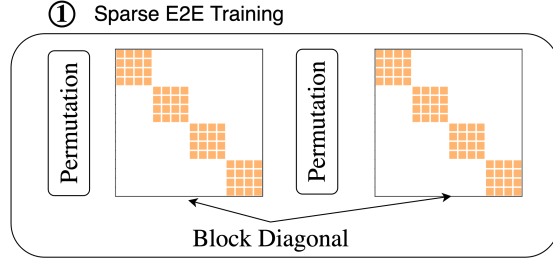 ① Sparse E2E Training
Permutation
Permutation
Block Diagonal